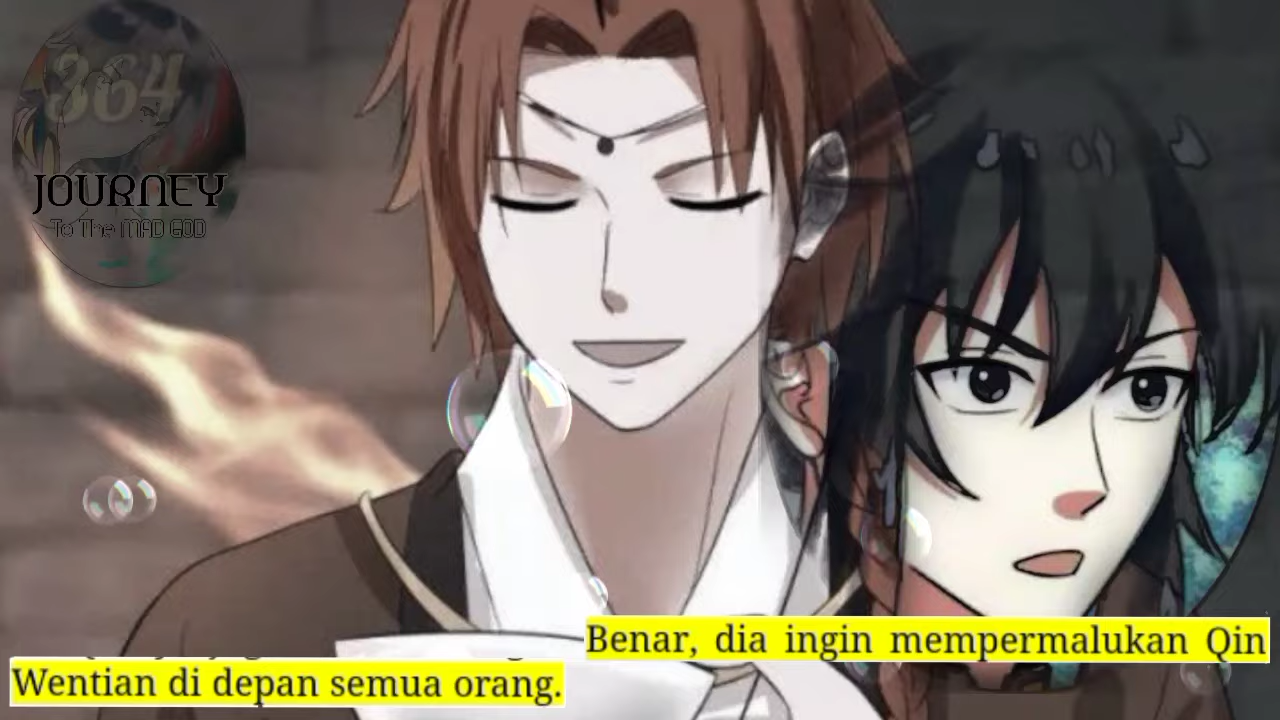 364
JOURNEY
To The MAD GOD
Benar, dia ingin mempermalukan Qin
Wentian di depan semua orang.